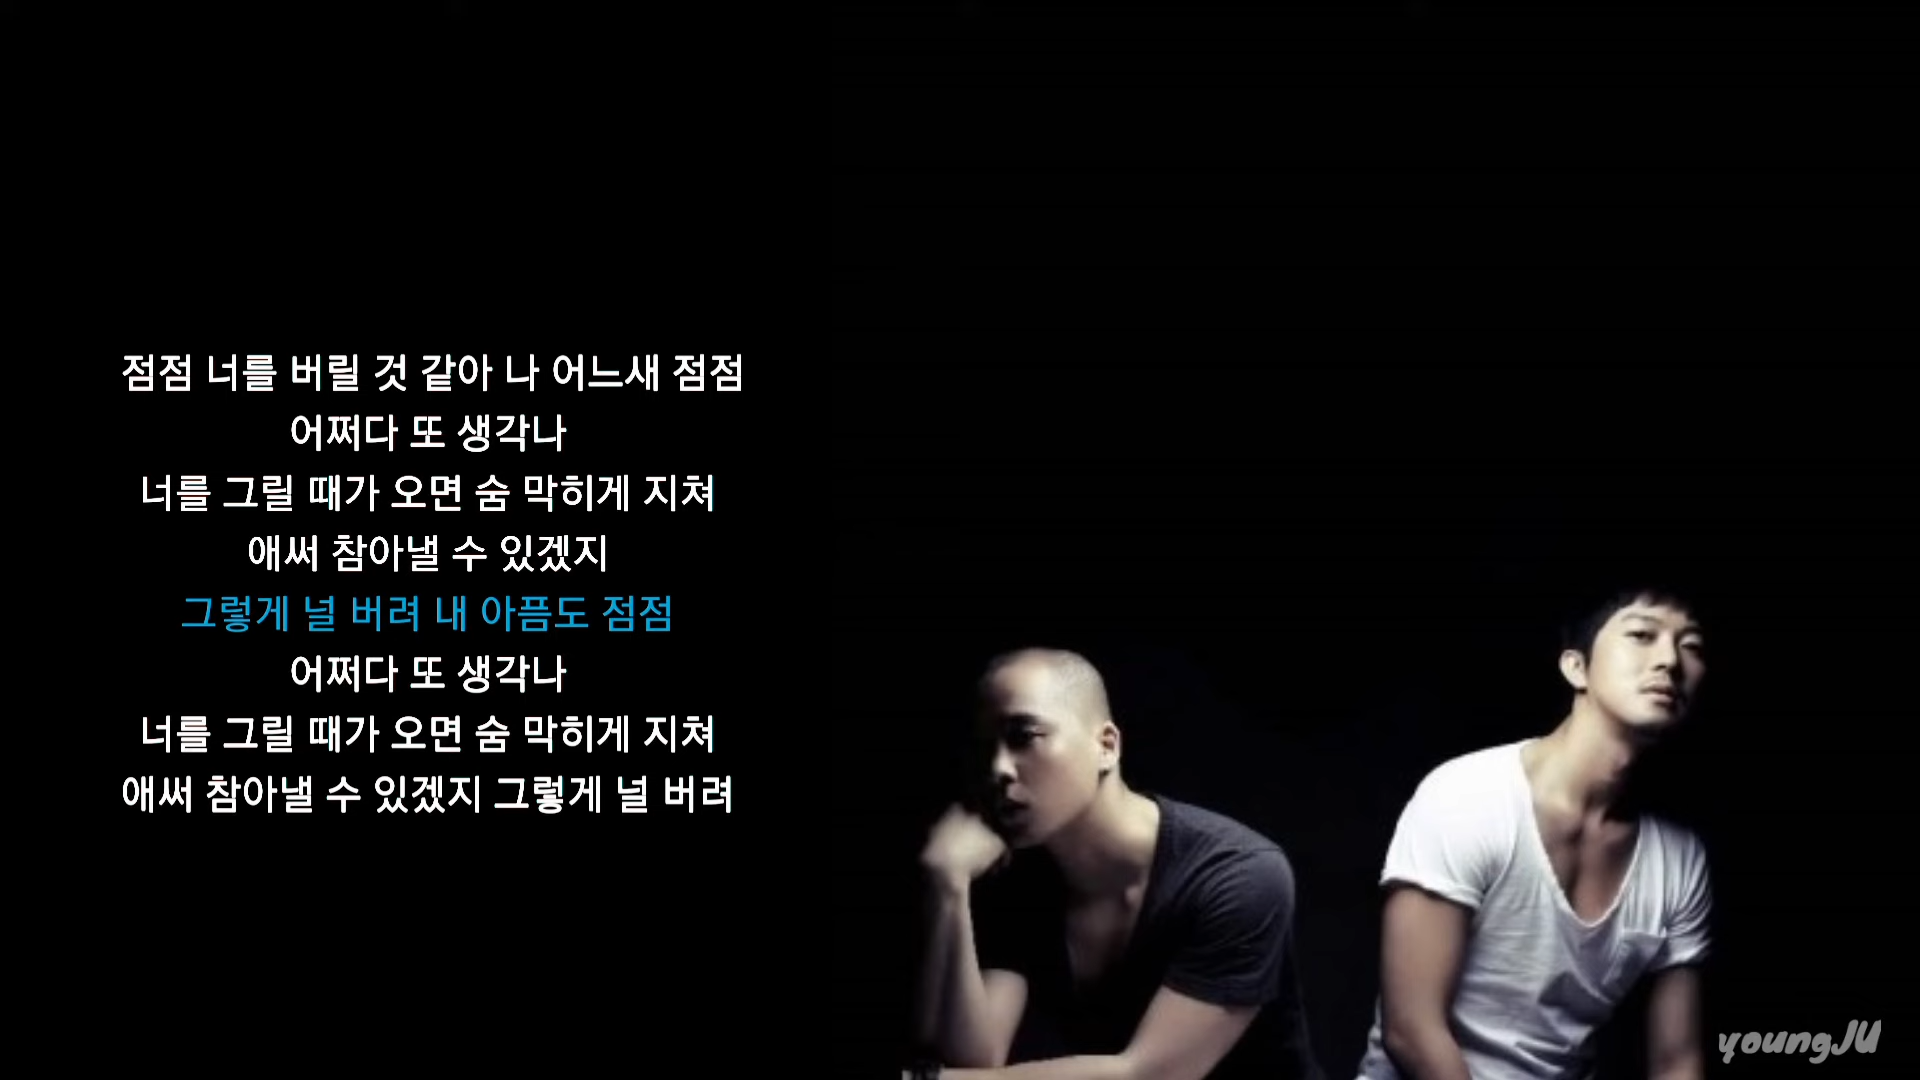 점점 너를 버릴 것 같아 나 어느새 점점
어쩌다 또 생각나
너를 그릴 때가 오면 숨 막히게 지쳐
애써 참아낼 수 있겠지
그렇게 널 버려 내 아픔도 점점
어쩌다 또 생각나
너를 그릴 때가 오면 숨 막히게 지쳐
애써 참아낼 수 있겠지 그렇게 널 버려
youngJU